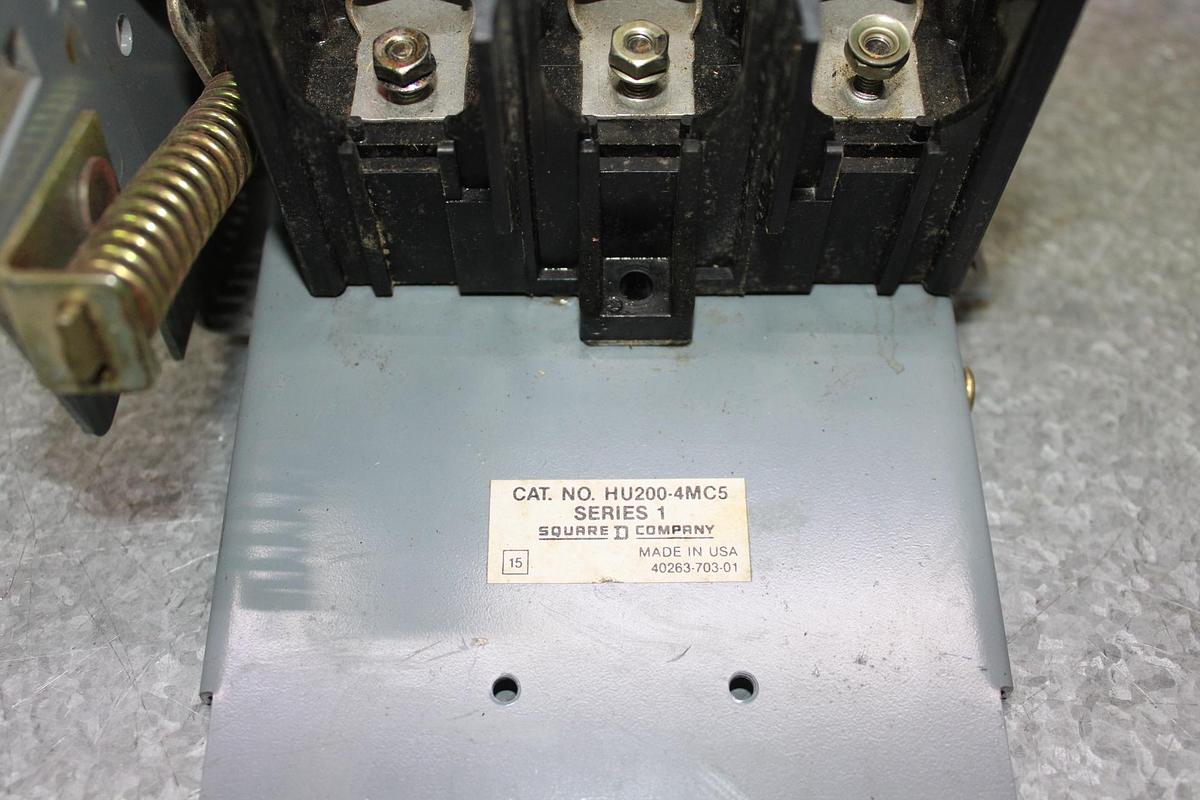 CAT. NO. HU200-4MC5
SERIES 1
SQUARE D COMPANY
MADE IN USA
15
40263-703-01